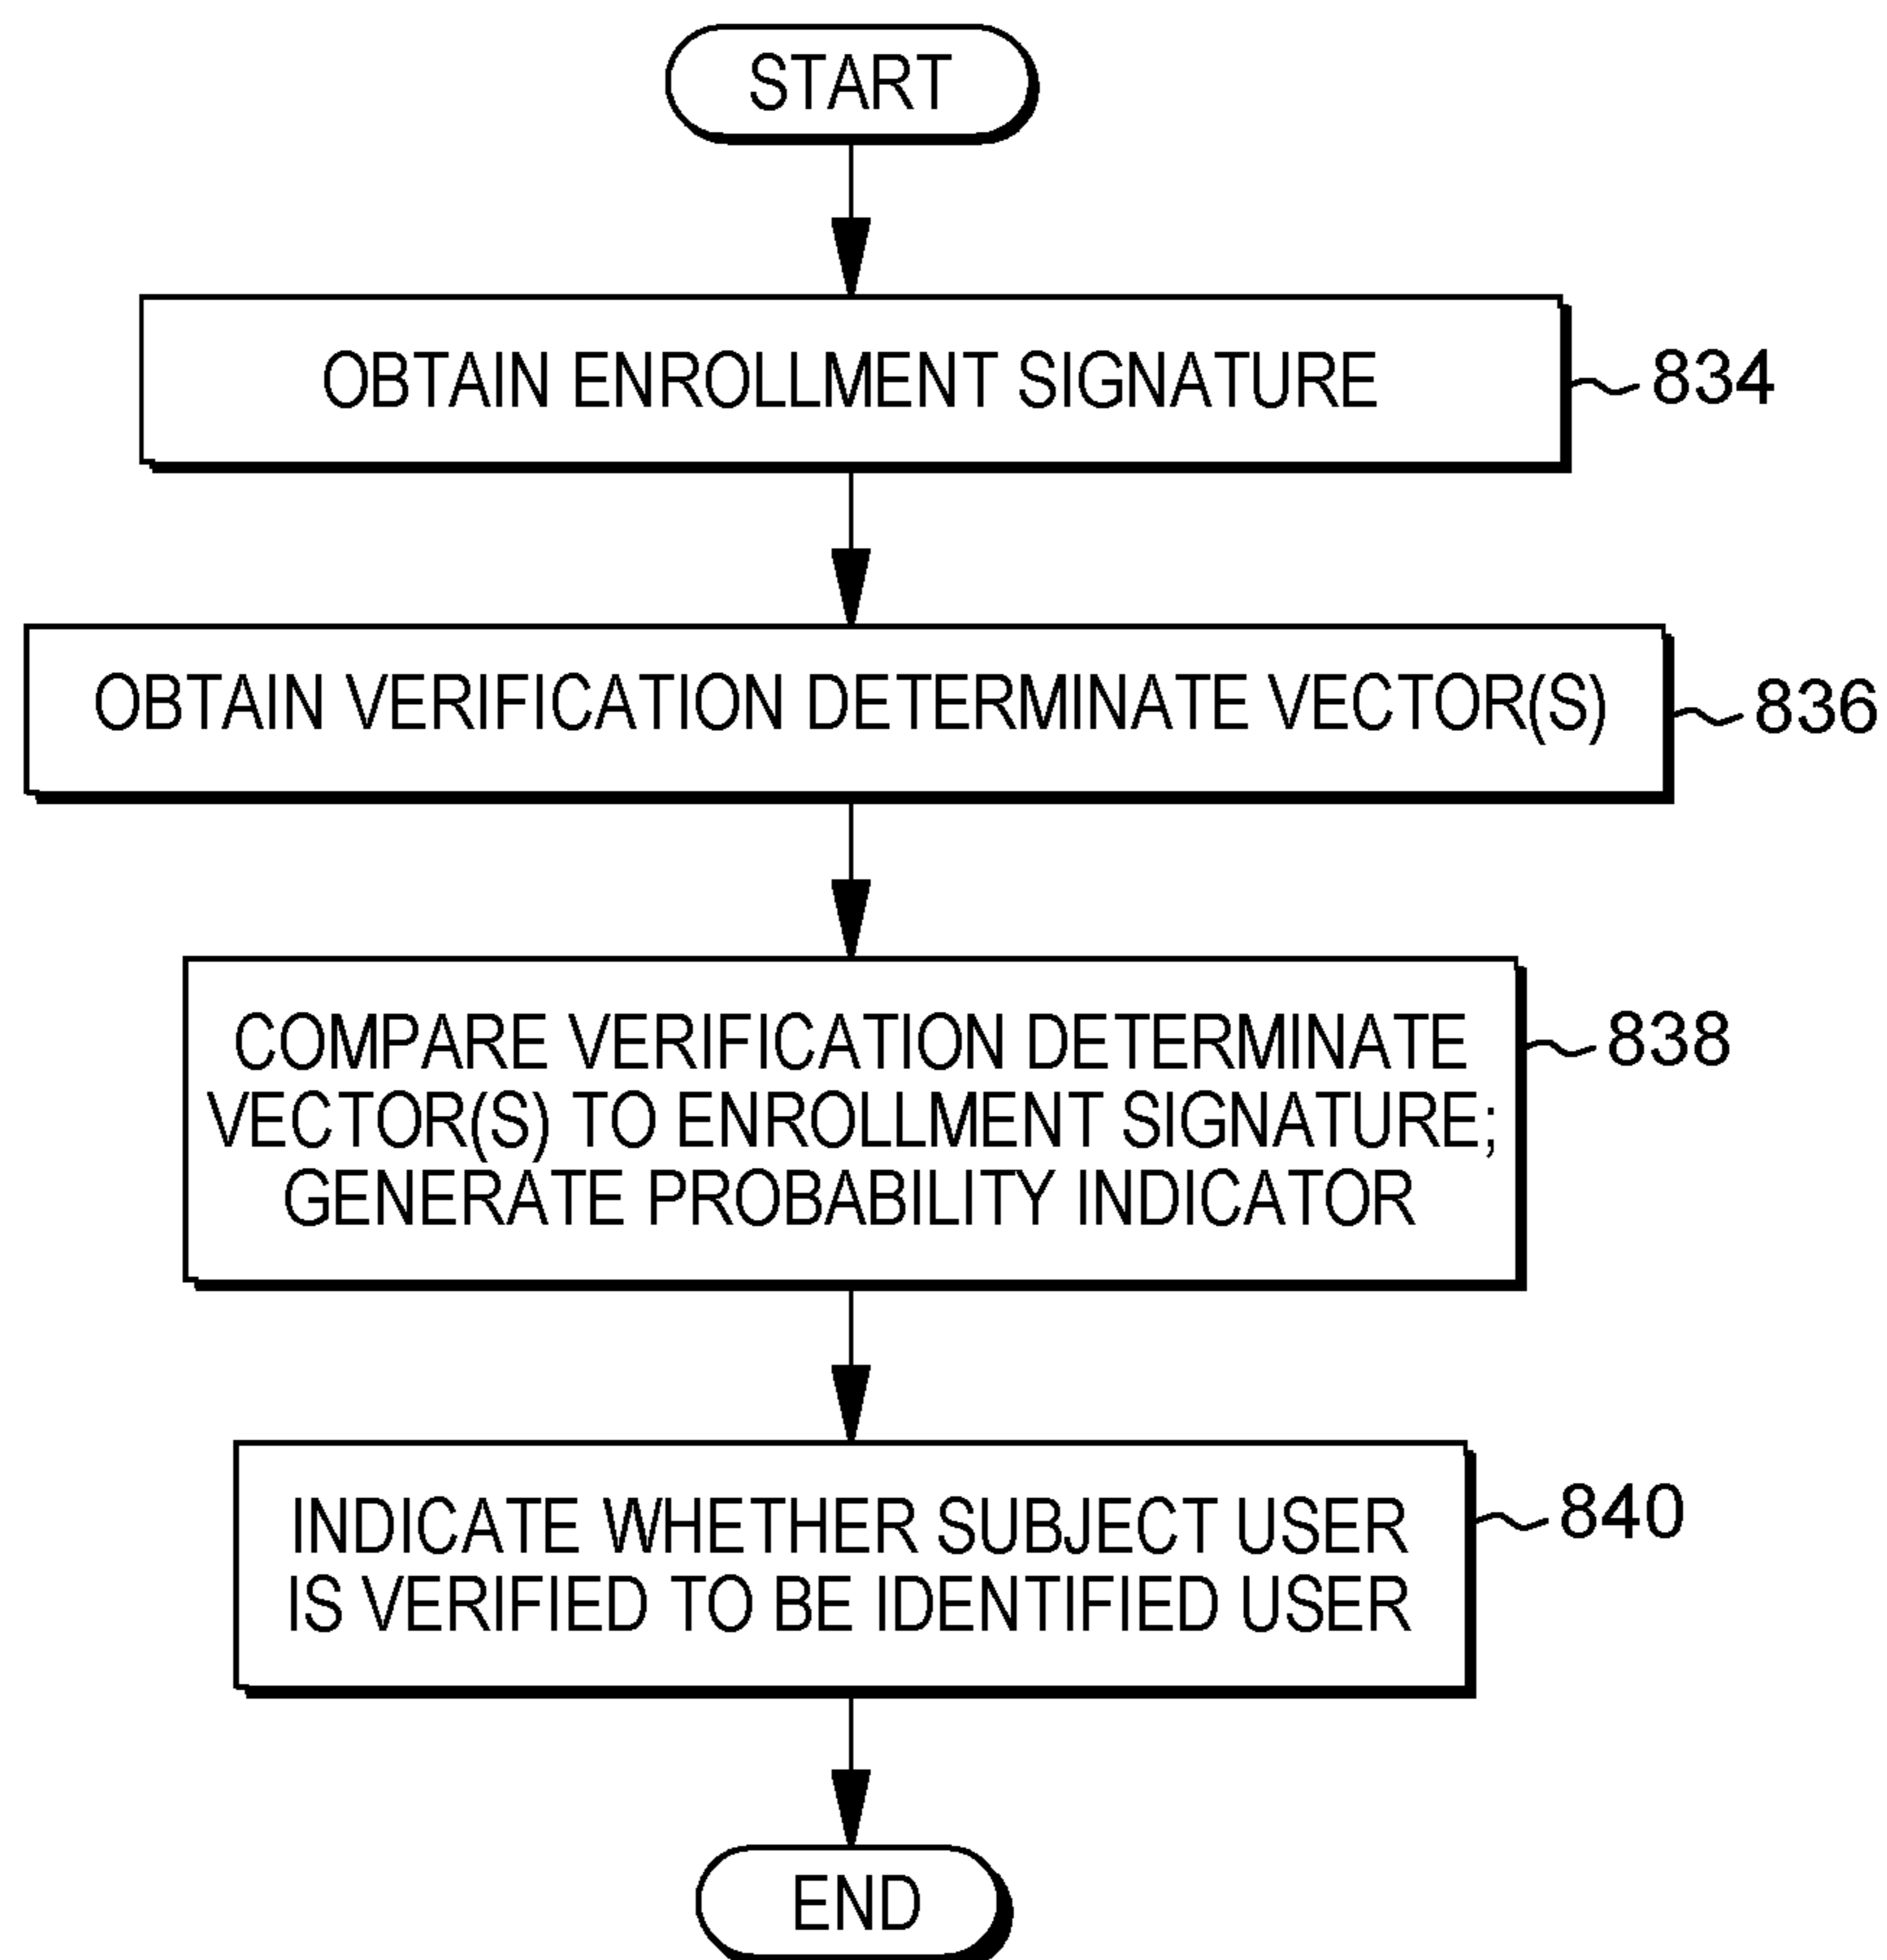 START
OBTAIN ENROLLMENT SIGNATURE
834
OBTAIN VERIFICATION DETERMINATE VECTOR(S)
836
COMPARE VERIFICATION DETERMINATE
VECTOR(S) TO ENROLLMENT SIGNATURE;
GENERATE PROBABILITY INDICATOR
838
INDICATE WHETHER SUBJECT USER
IS VERIFIED TO BE IDENTIFIED USER
840
END